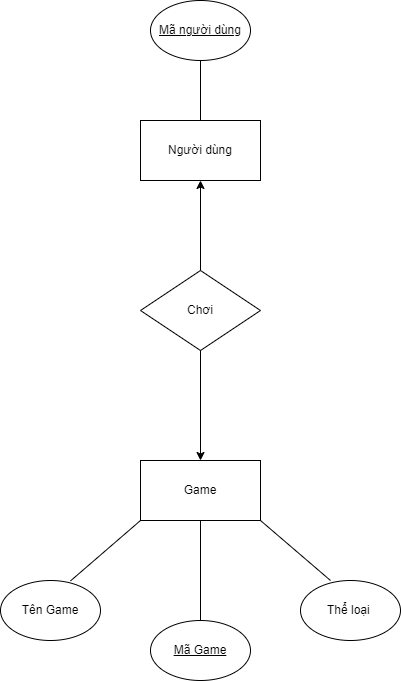 Mã người dùng
Người dùng
Chơi
Game
Tên Game
Thể loại
Mã Game